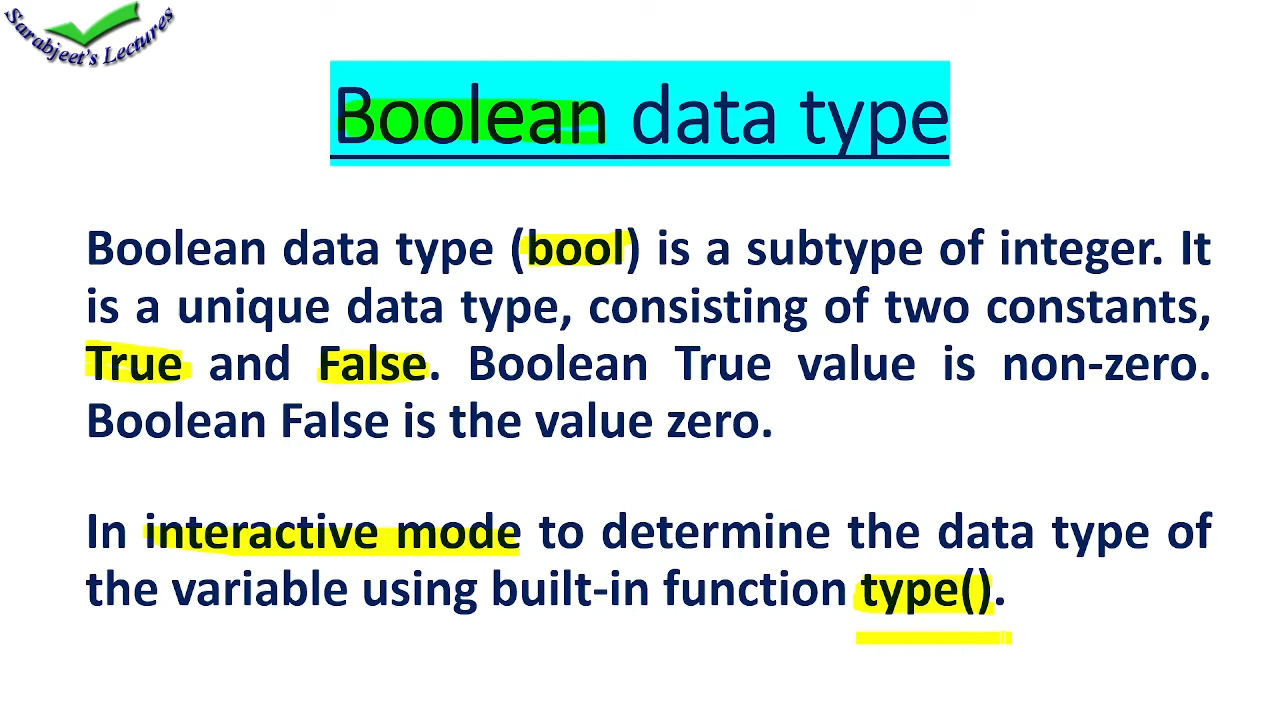 Sarabjeet's Lectures
Boolean data type
Boolean data type (bool) is a subtype of integer. It
is a unique data type, consisting of two constants,
True and False. Boolean True value is non-zero.
Boolean False is the value zero.
In interactive mode to determine the data type of
the variable using built-in function type().